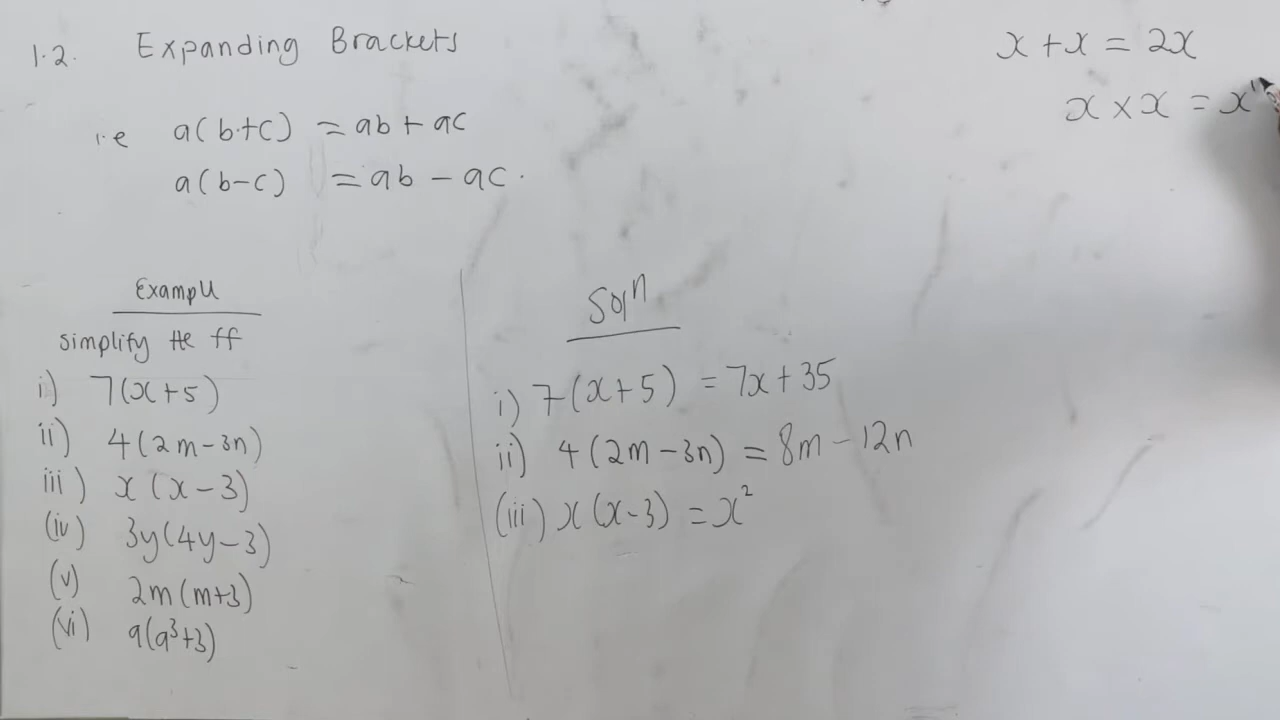 1.2. Expanding Brackets
i.e a(b+c) = ab + ac
a(b-c) = ab - ac.
x + x = 2x
x × x = x
Example
simplify the ff
i) 7(x+5)
ii) 4(2m-3n)
iii) x(x-3)
(iv) 3y(4y-3)
(v) 2m(m+3)
(vi) a(a³+3)
Solⁿ
i) 7(x+5) = 7x+35
ii) 4(2m-3n) = 8m-12n
(iii) x(x-3) = x²